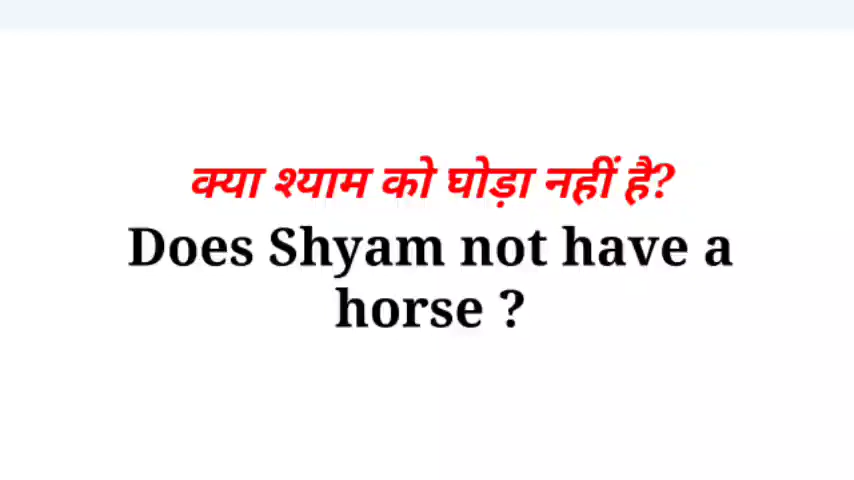 क्या श्याम को घोड़ा नहीं है?
Does Shyam not have a
horse ?